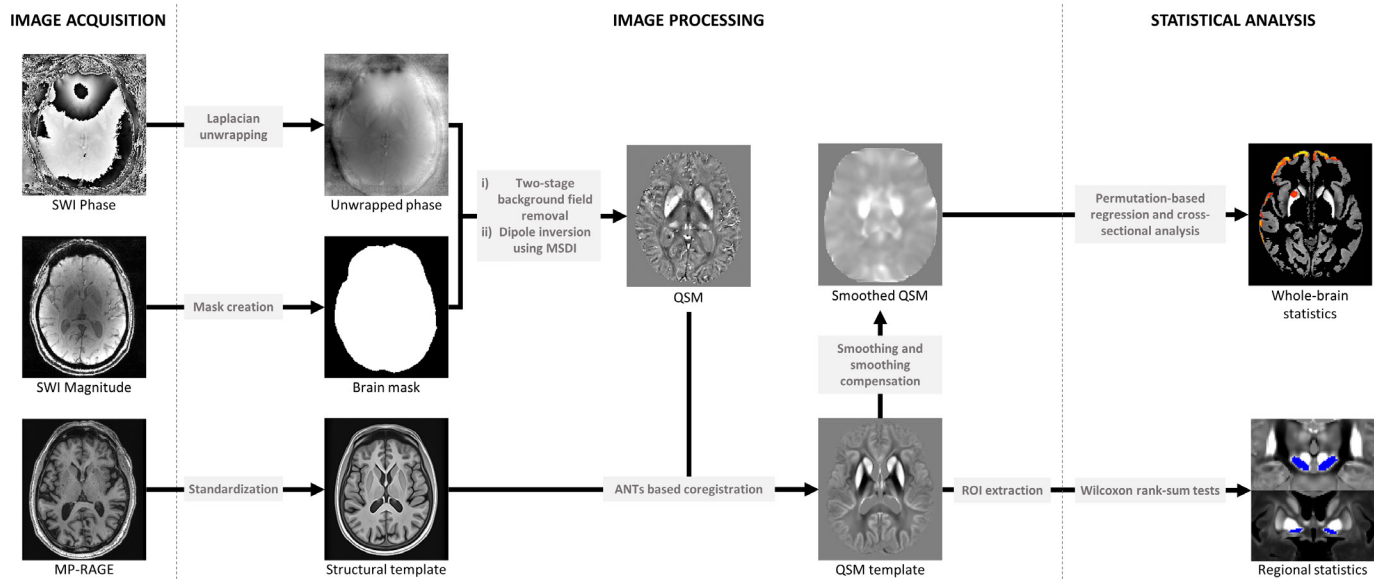 IMAGE ACQUISITION
IMAGE PROCESSING
STATISTICAL ANALYSIS
Laplacian
unwrapping
SWI Phase
Unwrapped phase
i) Two-stage
background field
removal
ii) Dipole inversion
using MSDI
Permutation-based
regression and cross-
sectional analysis
QSM
Smoothed QSM
Whole-brain
statistics
Mask creation
SWI Magnitude
Brain mask
Smoothing and
smoothing
compensation
Standardization
ANTs based coregistration
ROI extraction
Wilcoxon rank-sum tests
MP-RAGE
Structural template
QSM template
Regional statistics